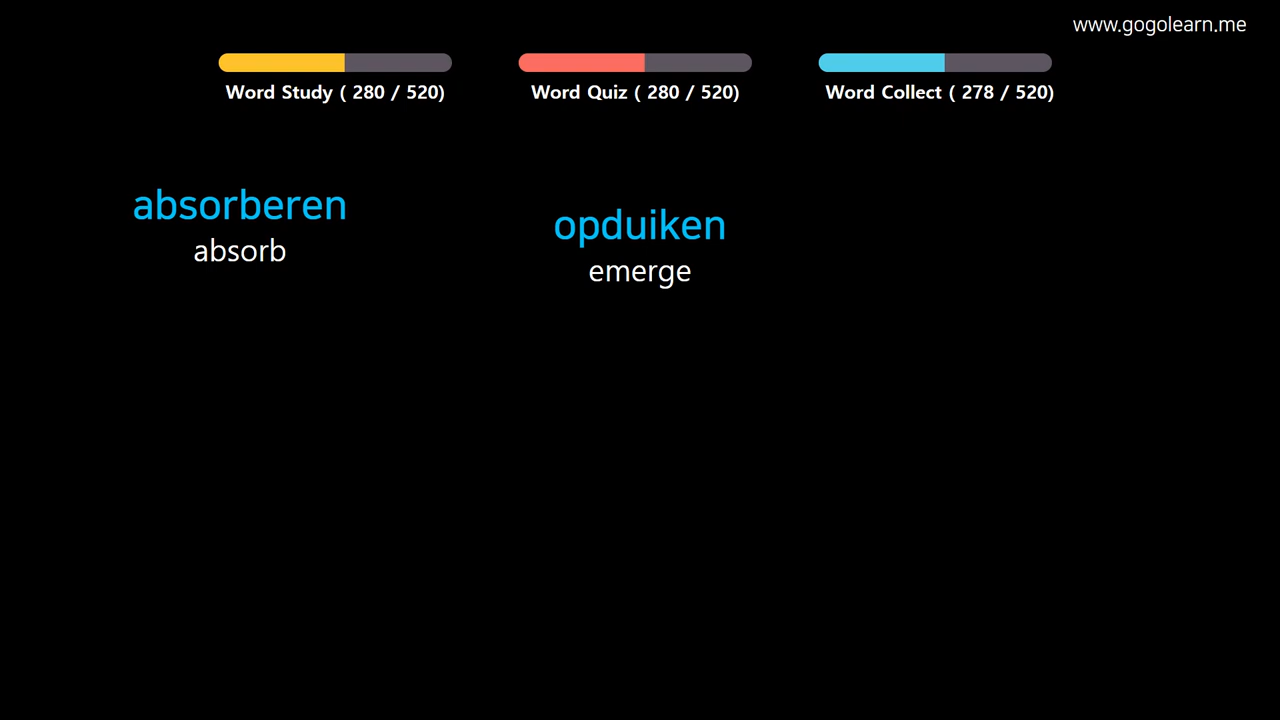 www.gogolearn.me
Word Study ( 280 / 520)
Word Quiz ( 280 / 520)
Word Collect ( 278 / 520)
absorberen
absorb
opduiken
emerge